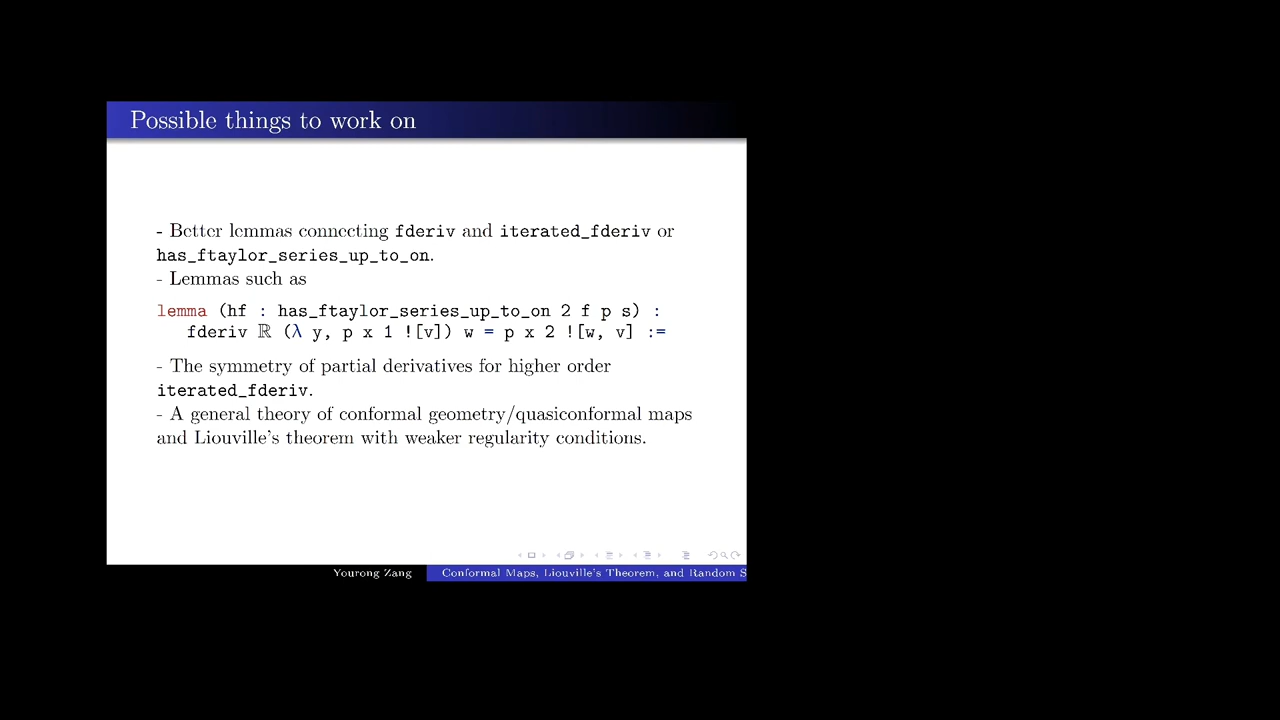 Possible things to work on
- Better lemmas connecting fderiv and iterated_fderiv or
has_ftaylor_series_up_to_on.
- Lemmas such as
lemma (hf : has_ftaylor_series_up_to_on 2 f p s) :
fderiv ℝ (λ y, p x 1 ![v]) w = p x 2 ![w, v] :=
- The symmetry of partial derivatives for higher order
iterated_fderiv.
- A general theory of conformal geometry/quasiconformal maps
and Liouville's theorem with weaker regularity conditions.
Yourong Zang
Conformal Maps, Liouville's Theorem, and Random S